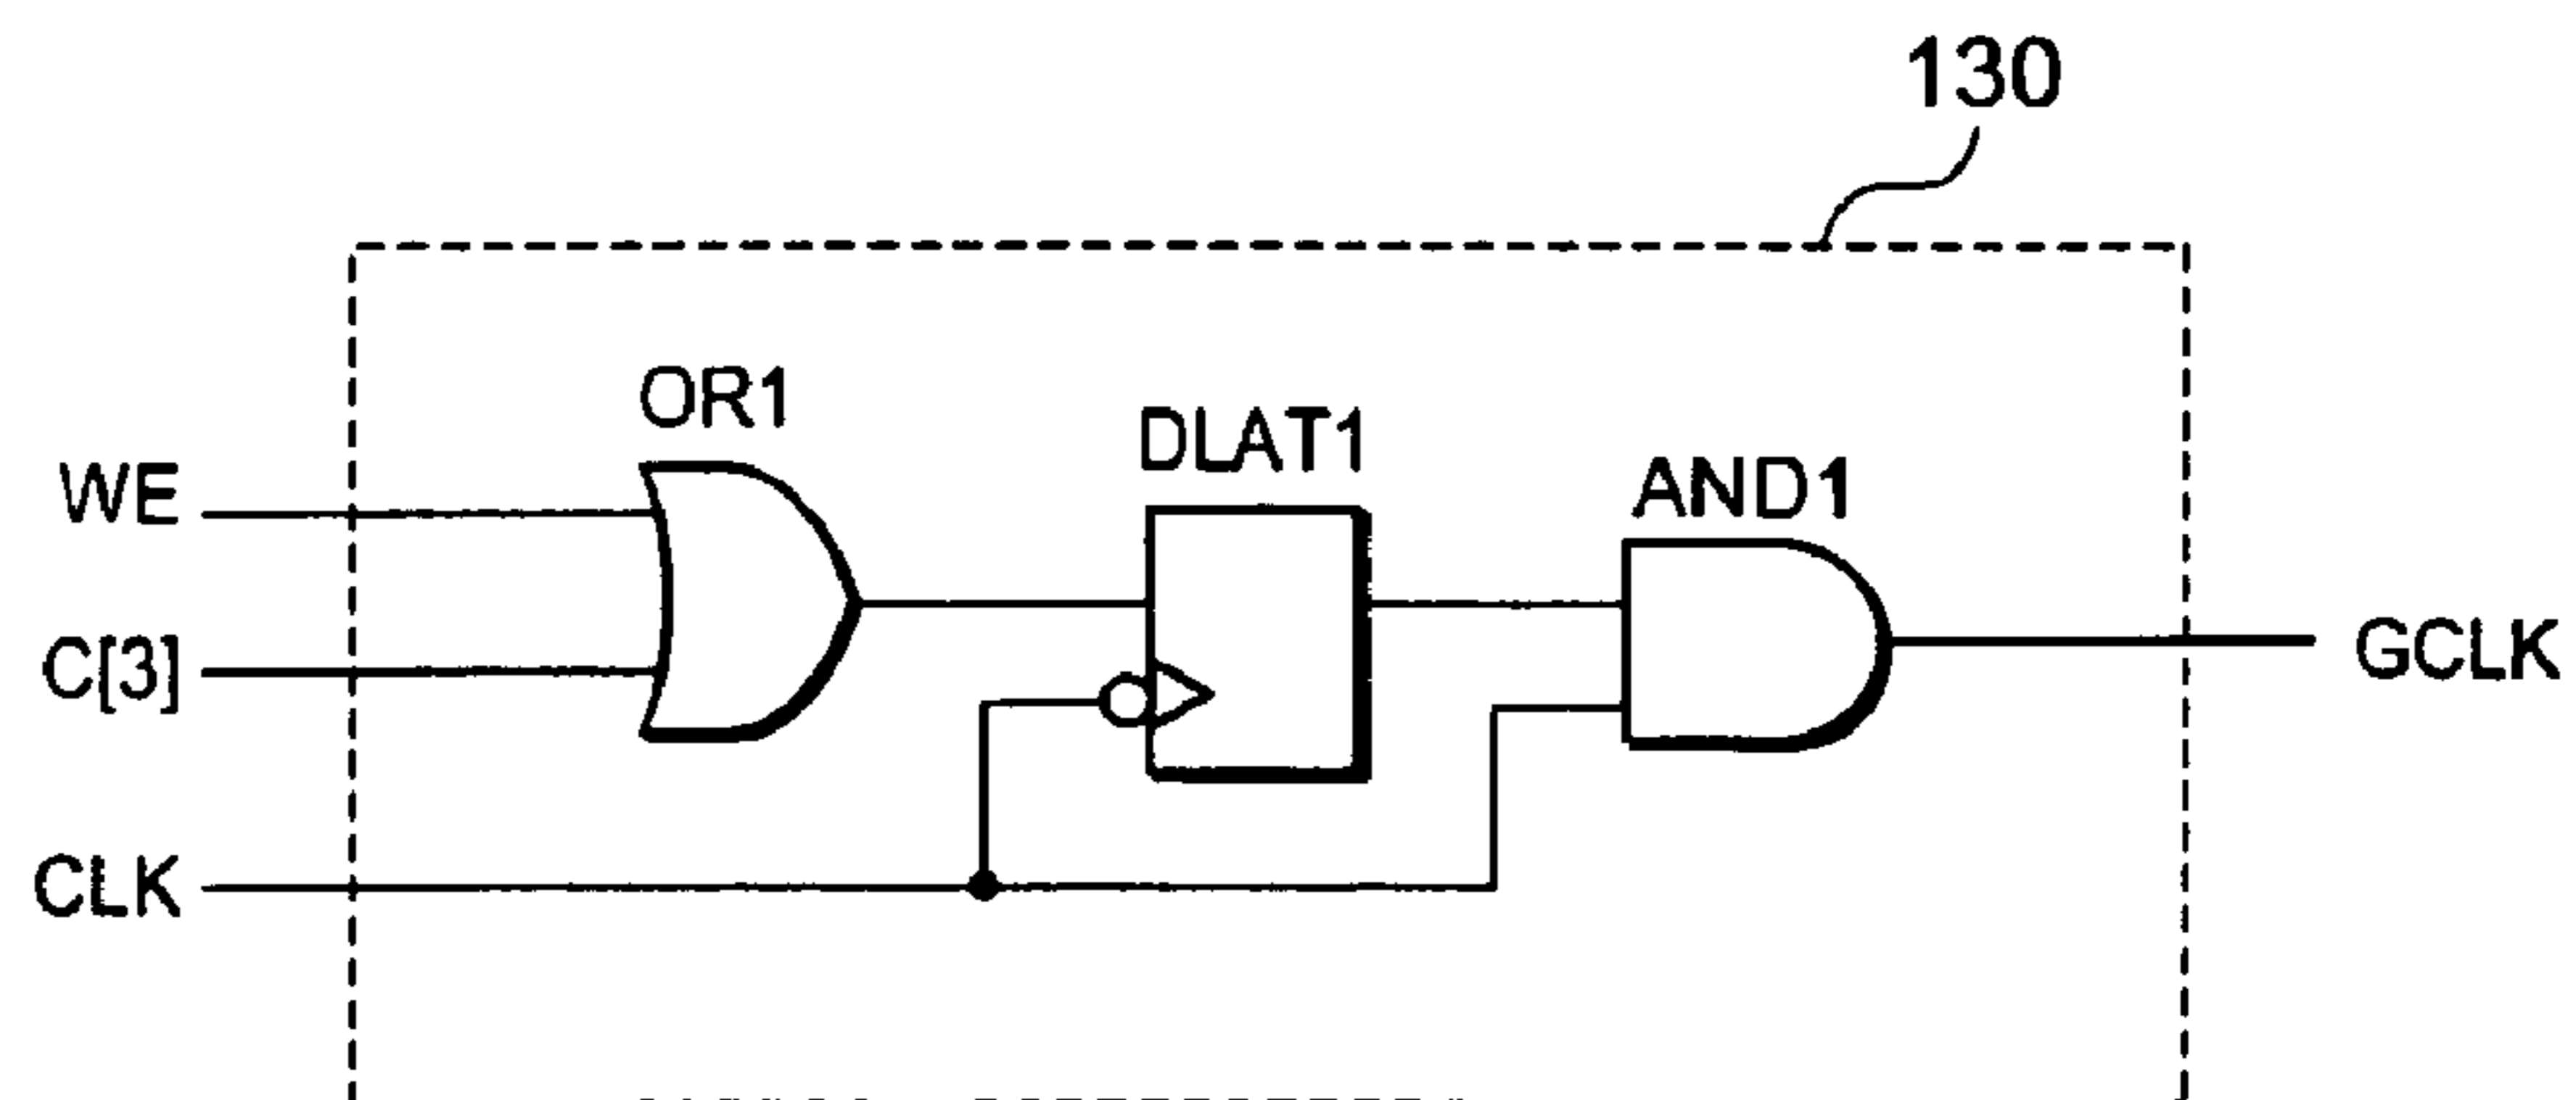 130
OR1
DLAT1
AND1
WE
C[3]
CLK
GCLK